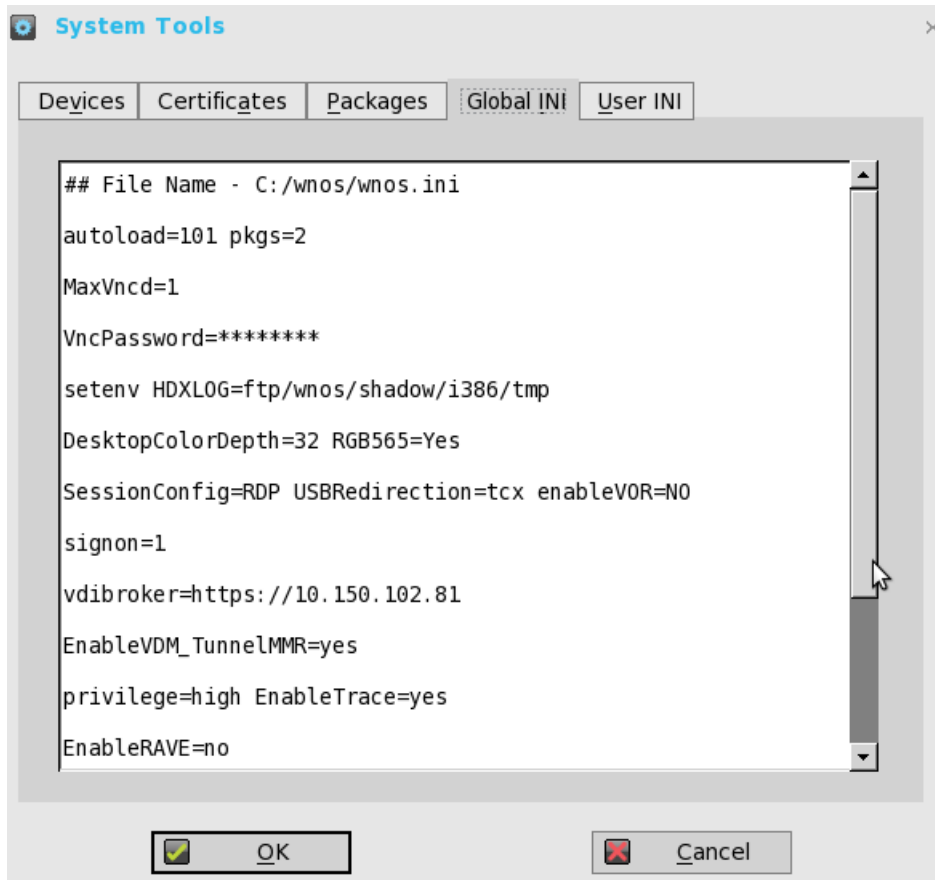 System Tools
Devices Certificates Packages Global INI User INI
## File Name - C:/wnos/wnos.ini
autoload=101 pkgs=2
MaxVncd=1
VncPassword=********
setenv HDXLOG=ftp/wnos/shadow/i386/tmp
DesktopColorDepth=32 RGB565=Yes
SessionConfig=RDP USBRedirection=tcx enableVOR=NO
signon=1
vdibroker=https://10.150.102.81
EnableVDM_TunnelMMR=yes
privilege=high EnableTrace=yes
EnableRAVE=no
OK Cancel